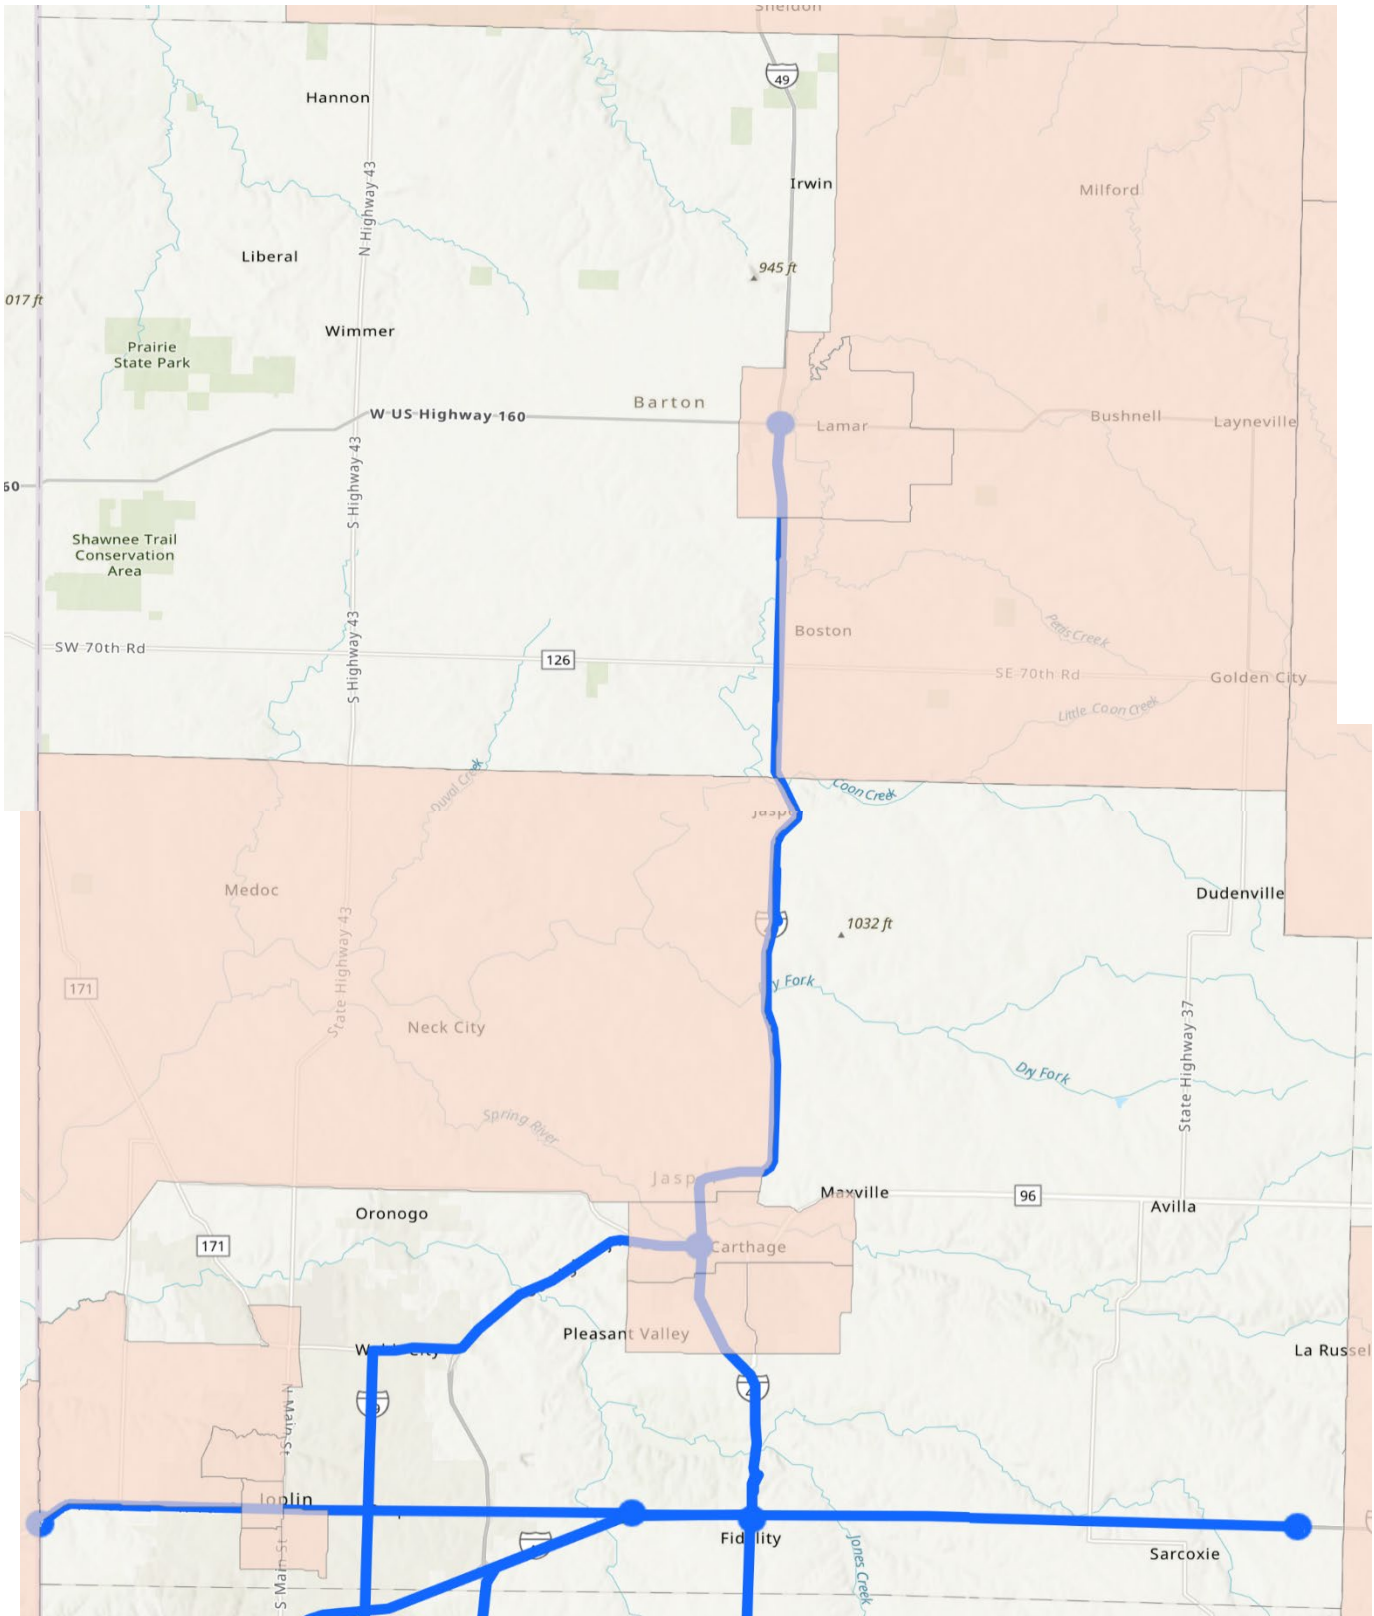 Sheldon
49
Hannon
N Highway 43
Irwin
Milford
Liberal
945 ft
017 ft
Wimmer
Prairie
State Park
Barton
W US Highway 160
Lamar
Bushnell
Layneville
S Highway 43
60
Shawnee Trail
Conservation
Area
S Highway 43
Boston
Pettis Creek
SW 70th Rd
126
SE 70th Rd
Golden City
Little Coon Creek
Duval Creek
Coon Creek
Medoc
Dudenville
1032 ft
State Highway 43
171
y Fork
Neck City
State Highway 37
Dry Fork
Spring River
Maxville
96
Avilla
Oronogo
171
Carthage
Pleasant Valley
La Russel
N Main St
Joplin
Fidelity
Sarcoxie
S Main St
Jones Creek